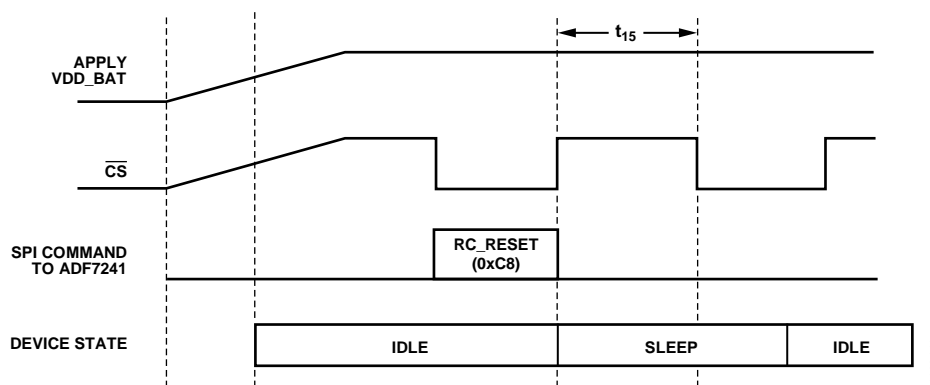 t15
APPLY
VDD_BAT
CS
SPI COMMAND
TO ADF7241
RC_RESET
(0xC8)
DEVICE STATE
IDLE
SLEEP
IDLE